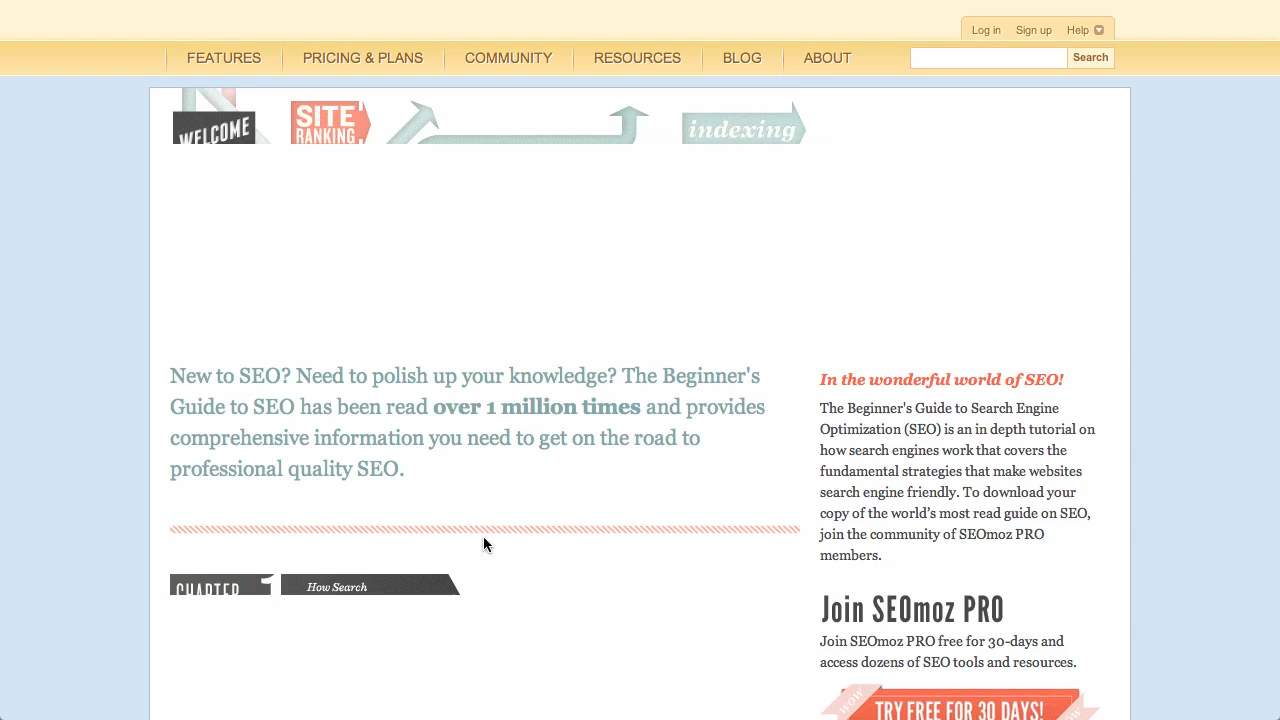 Log in Sign up Help
FEATURES PRICING & PLANS COMMUNITY RESOURCES BLOG ABOUT Search
WELCOME
SITE
RANKING
indexing
New to SEO? Need to polish up your knowledge? The Beginner's
Guide to SEO has been read over 1 million times and provides
comprehensive information you need to get on the road to
professional quality SEO.
CHAPTER 1 How Search
In the wonderful world of SEO!
The Beginner's Guide to Search Engine
Optimization (SEO) is an in depth tutorial on
how search engines work that covers the
fundamental strategies that make websites
search engine friendly. To download your
copy of the world’s most read guide on SEO,
join the community of SEOmoz PRO
members.
Join SEOmoz PRO
Join SEOmoz PRO free for 30-days and
access dozens of SEO tools and resources.
WOW TRY FREE FOR 30 DAYS! WOW